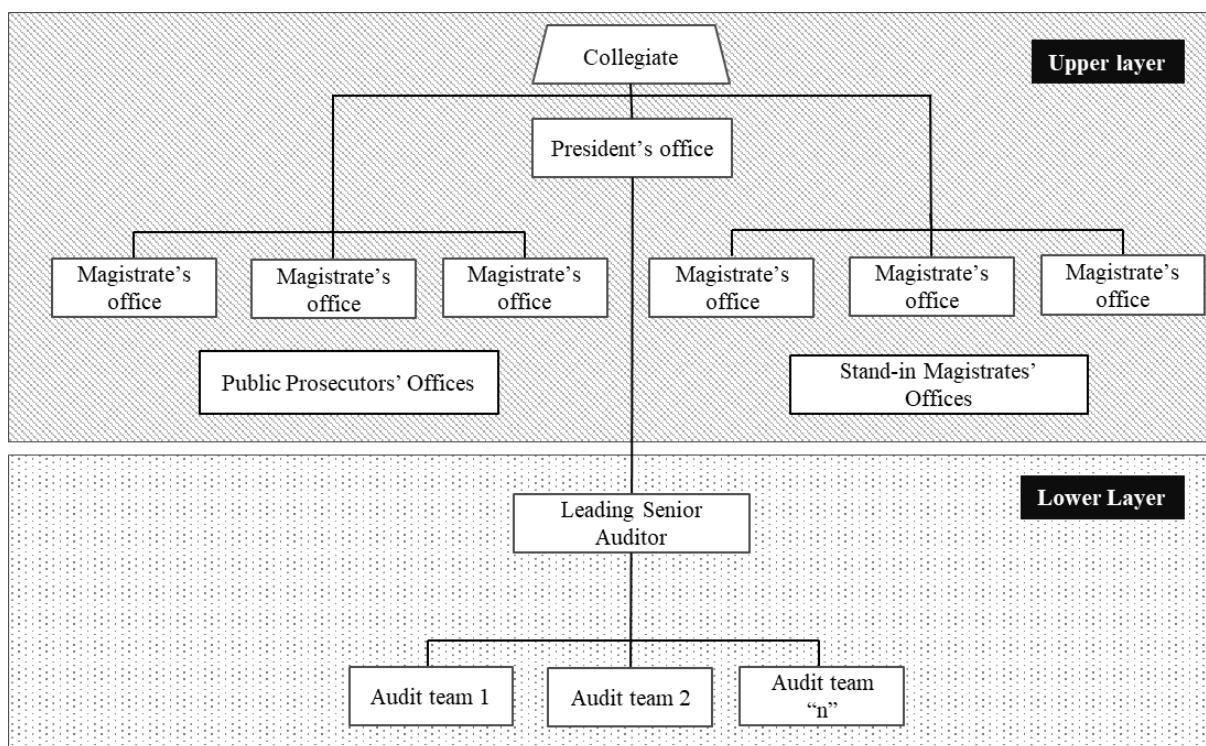 Collegiate
Upper layer
President’s office
Magistrate’s
office
Magistrate’s
office
Magistrate’s
office
Magistrate’s
office
Magistrate’s
office
Magistrate’s
office
Public Prosecutors’ Offices
Stand-in Magistrates’
Offices
Lower Layer
Leading Senior
Auditor
Audit team 1
Audit team 2
Audit team
“n”